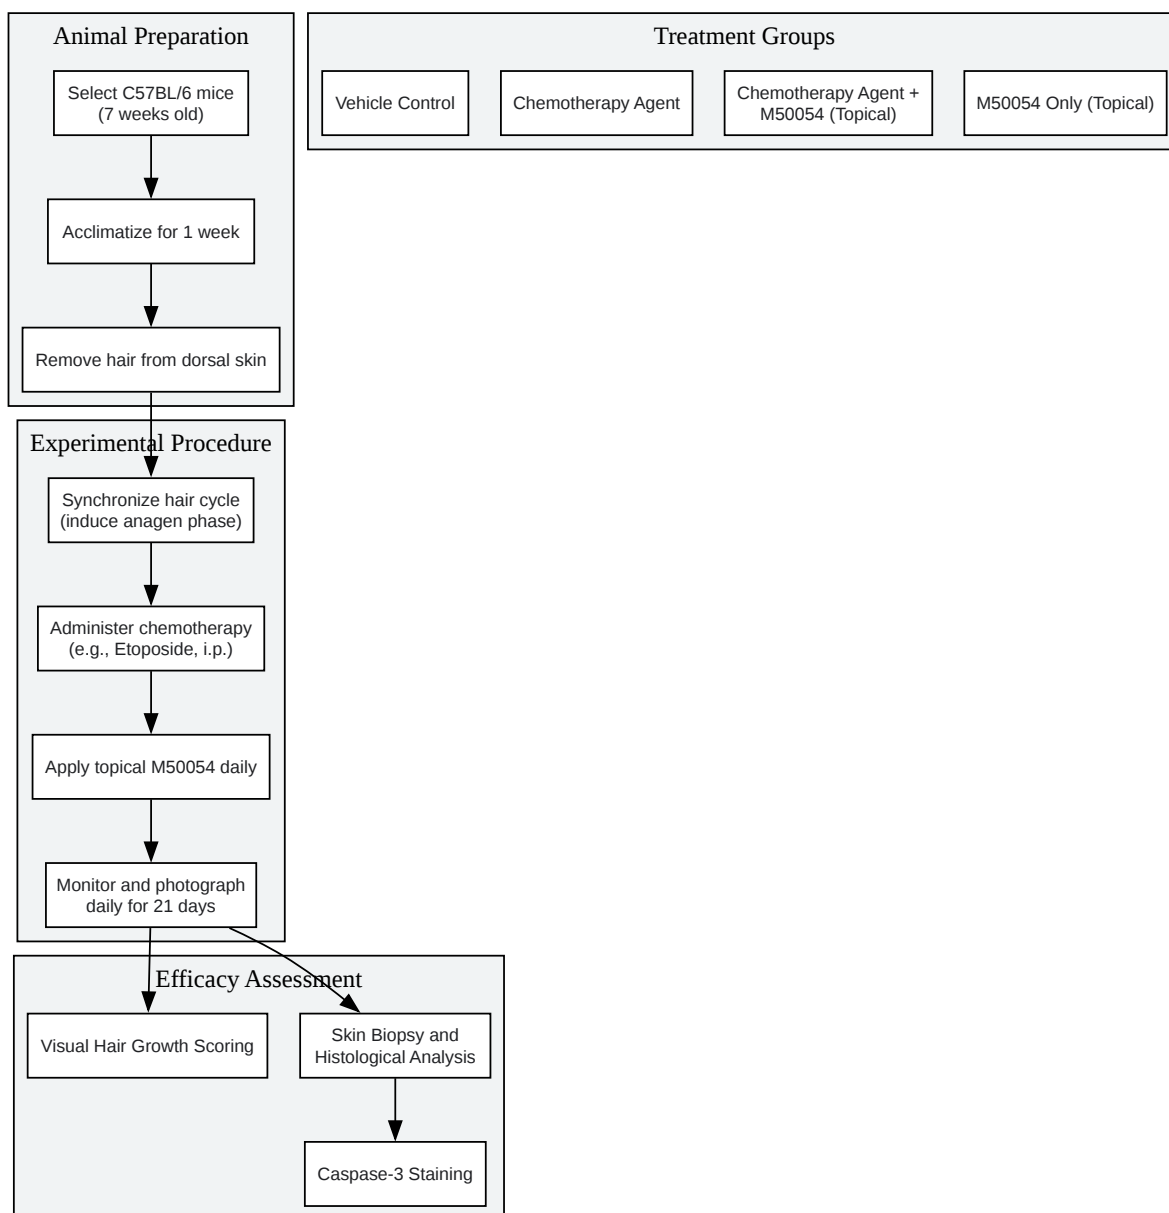 Animal Preparation
Select C57BL/6 mice
(7 weeks old)
Acclimatize for 1 week
Remove hair from dorsal skin
Treatment Groups
Vehicle Control
Chemotherapy Agent
Chemotherapy Agent +
M50054 (Topical)
M50054 Only (Topical)
Experimental Procedure
Synchronize hair cycle
(induce anagen phase)
Administer chemotherapy
(e.g., Etoposide, i.p.)
Apply topical M50054 daily
Monitor and photograph
daily for 21 days
Efficacy Assessment
Visual Hair Growth Scoring
Skin Biopsy and
Histological Analysis
Caspase-3 Staining